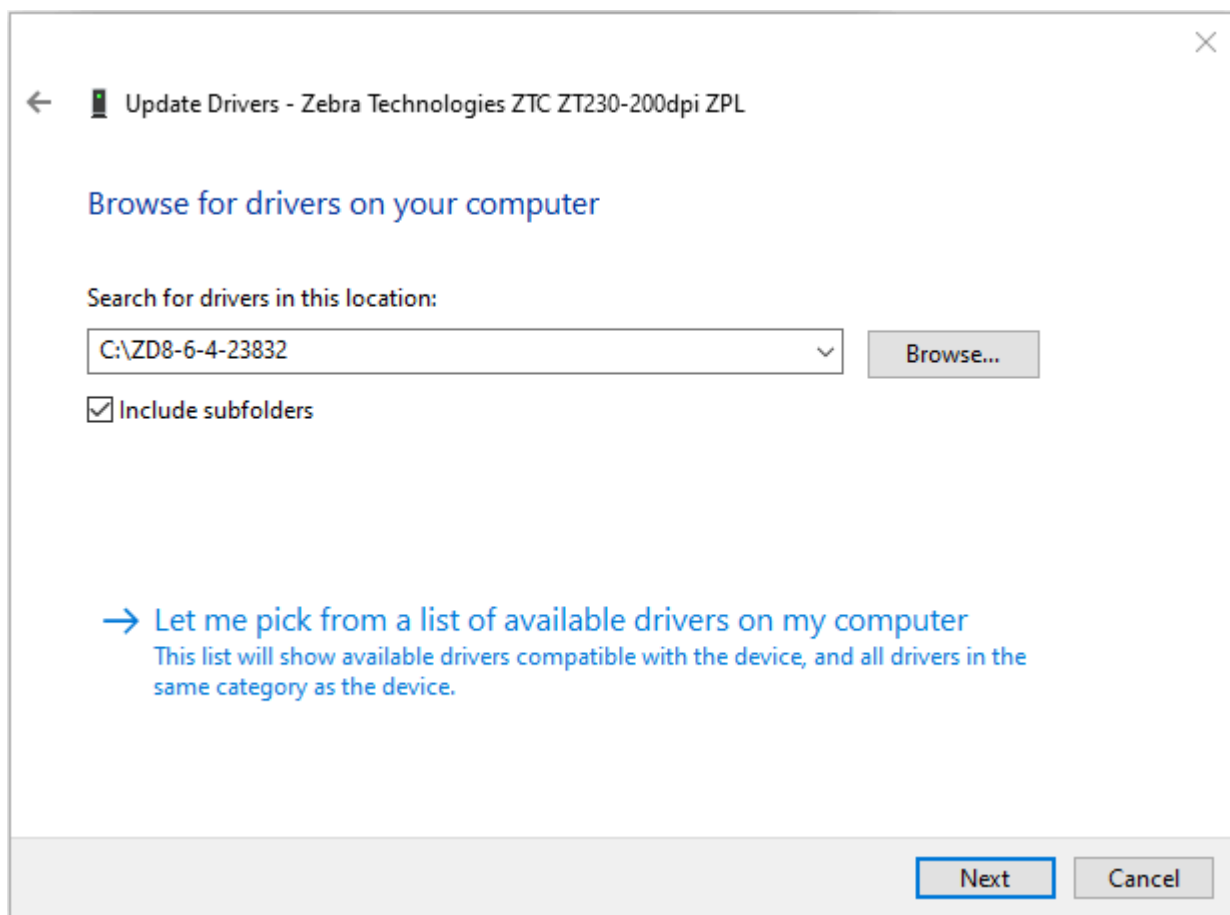 Update Drivers - Zebra Technologies ZTC ZT230-200dpi ZPL
Browse for drivers on your computer
Search for drivers in this location:
C:\ZD8-6-4-23832
Browse...
Include subfolders
Let me pick from a list of available drivers on my computer
This list will show available drivers compatible with the device, and all drivers in the
same category as the device.
Next
Cancel